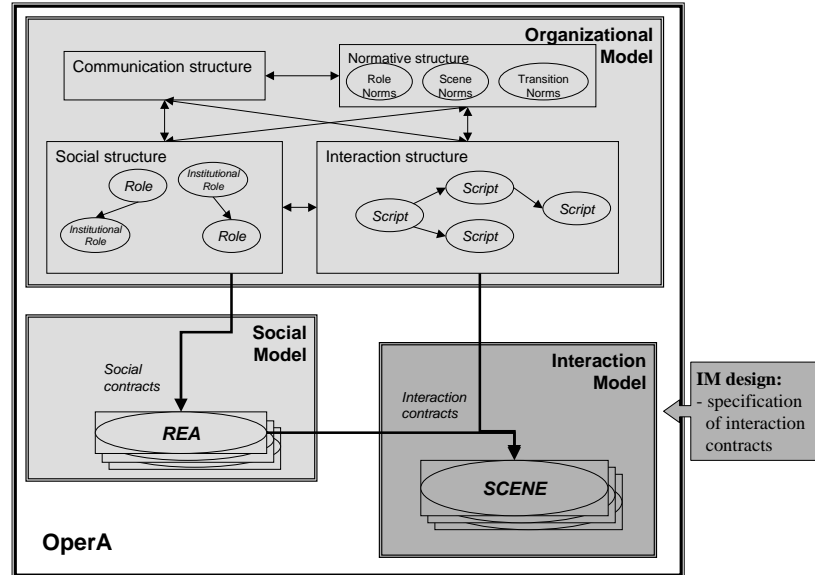 Organizational
Model
Communication structure
Normative structure
Role
Norms
Scene
Norms
Transition
Norms
Social structure
Role
Institutional
Role
Institutional
Role
Role
Interaction structure
Script
Script
Script
Script
Social
Model
Social
contracts
REA
Interaction
Model
Interaction
contracts
SCENE
IM design:
- specification
of interaction
contracts
OperA